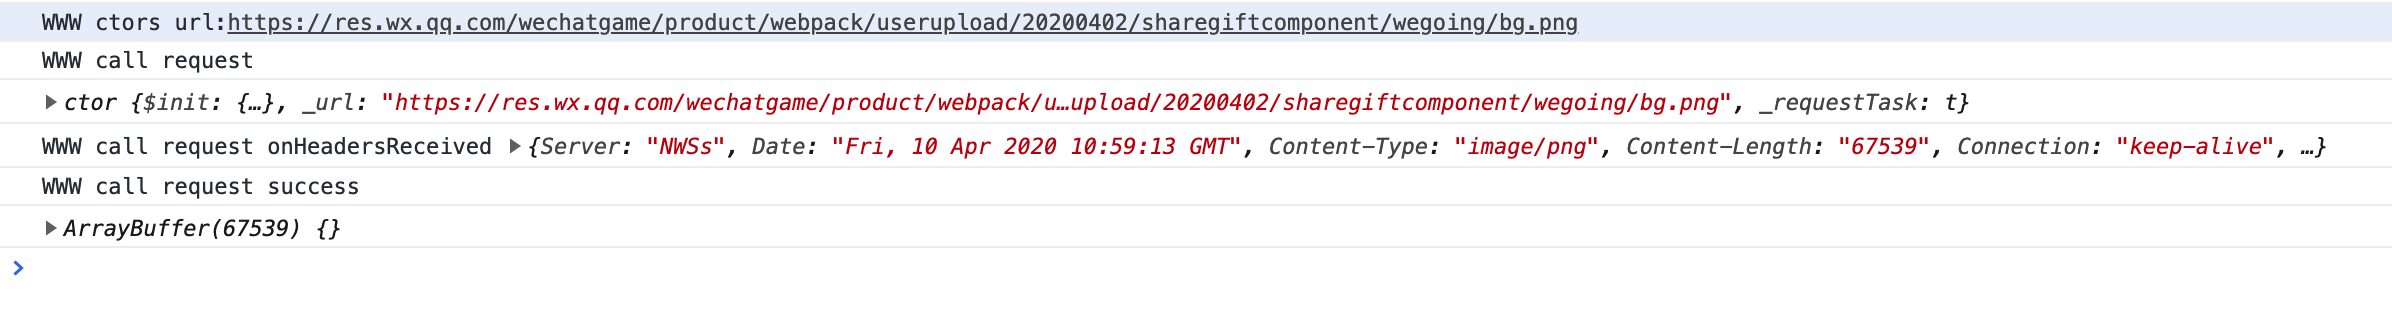 WWW ctors url:https://res.wx.qq.com/wechatgame/product/webpack/userupload/20200402/sharegiftcomponent/wegoing/bg.png
WWW call request
ctor {$init: {…}, _url: "https://res.wx.qq.com/wechatgame/product/webpack/u…upload/20200402/sharegiftcomponent/wegoing/bg.png", _requestTask: t}
WWW call request onHeadersReceived {Server: "NWSs", Date: "Fri, 10 Apr 2020 10:59:13 GMT", Content-Type: "image/png", Content-Length: "67539", Connection: "keep-alive", …}
WWW call request success
ArrayBuffer(67539) {}